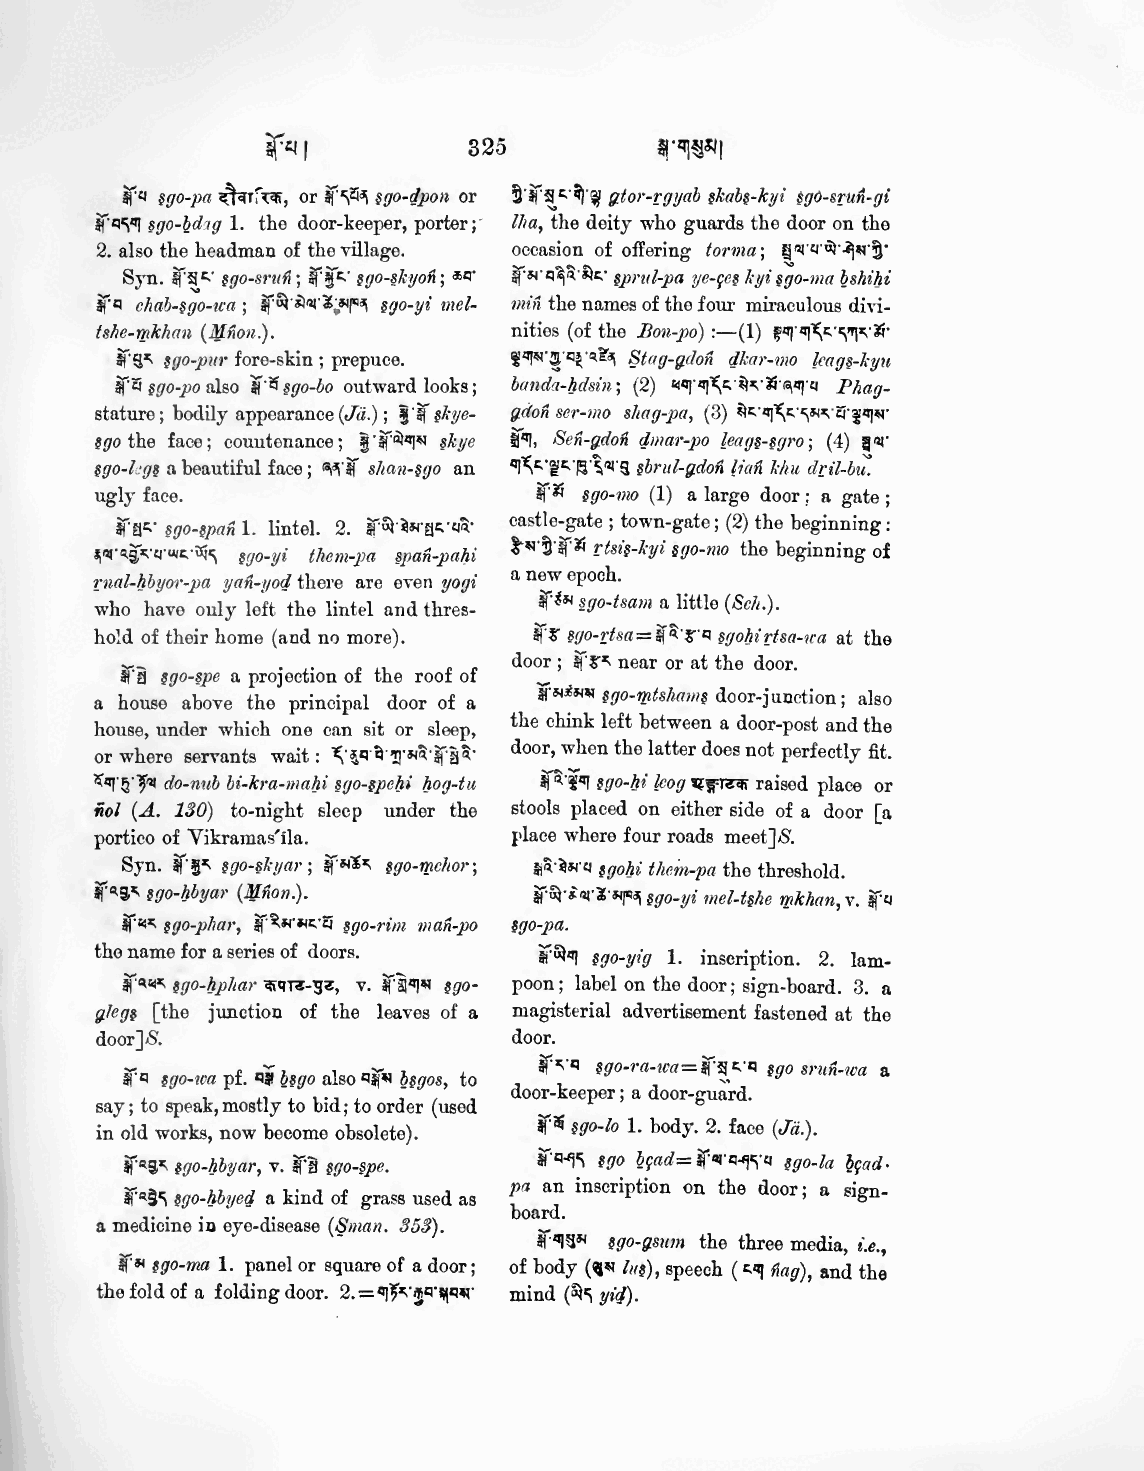 སྒོ་པ། 325 སྒོ་གསུམ།
སྒོ་པ sgo-pa दौवारिक, or སྒོ་དཔོན sgo-dpon or
སྒོ་བདག sgo-bdag 1. the door-keeper, porter;
2. also the headman of the village.
Syn. སྒོ་སྲུང་ sgo-sruṅ; སྒོ་སྐྱོང་ sgo-skyoṅ; ཆབ་
སྒོ་བ chab-sgo-wa; སྒོ་ཡི་མེལ་ཚེ་མཁན sgo-yi mel-
tshe-mkhan (Mṅon.).
སྒོ་པུར sgo-pur fore-skin; prepuce.
སྒོ་པོ sgo-po also སྒོ་བོ sgo-bo outward looks;
stature; bodily appearance (Jä.); སྐྱེ་སྒོ skye-
sgo the face; countenance; སྐྱེ་སྒོ་ལེགས skye
sgo-legs a beautiful face; ཞན་སྒོ shan-sgo an
ugly face.
སྒོ་སྤང་ sgo-spaṅ 1. lintel. 2. སྒོ་ཡི་ཐེམ་སྤང་པའི་
རྣལ་འབྱོར་པ་ཡང་ཡོད sgo-yi them-pa spaṅ-pahi
rnal-hbyor-pa yaṅ-yod there are even yogi
who have only left the lintel and thres-
hold of their home (and no more).
སྒོ་སྤེ sgo-spe a projection of the roof of
a house above the principal door of a
house, under which one can sit or sleep,
or where servants wait: དོ་ནུབ་བི་ཀྲ་མའི་སྒོ་སྤེའི་
འོག་ཏུ་ཉོལ do-nub bi-kra-mahi sgo-spehi hog-tu
ñol (A. 130) to-night sleep under the
portico of Vikramas'īla.
Syn. སྒོ་སྐྱར sgo-skyar; སྒོ་མཆོར sgo-mchor;
སྒོ་འབྱར sgo-hbyar (Mṅon.).
སྒོ་ཕར sgo-phar, སྒོ་རིམ་མང་པོ sgo-rim maṅ-po
the name for a series of doors.
སྒོ་འཕར sgo-hphar कपाट-पुट, v. སྒོ་གླེགས sgo-
glegs [the junction of the leaves of a
door]S.
སྒོ་བ sgo-wa pf. བསྒོ bsgo also བསྒོས bsgos, to
say; to speak, mostly to bid; to order (used
in old works, now become obsolete).
སྒོ་འབྱར sgo-hbyar, v. སྒོ་སྤེ sgo-spe.
སྒོ་འབྱེད sgo-hbyed a kind of grass used as
a medicine in eye-disease (Sman. 353).
སྒོ་མ sgo-ma 1. panel or square of a door;
the fold of a folding door. 2.=གཏོར་རྒྱབ་སྐབས་
ཀྱི་སྒོ་སྲུང་གི་ལྷ gtor-rgyab skabs-kyi sgo-sruṅ-gi
lha, the deity who guards the door on the
occasion of offering torma; སྤྲུལ་པ་ཡེ་ཤེས་ཀྱི་
སྒོ་མ་བཞིའི་མིང་ sprul-pa ye-çes kyi sgo-ma bshihi
miṅ the names of the four miraculous divi-
nities (of the Bon-po) :—(1) སྟག་གདོང་དཀར་མོ་
ལྕགས་ཀྱུ་བནྡ་འཛིན Stag-gdoṅ dkar-mo lcags-kyu
banda-hdsin; (2) ཕག་གདོང་སེར་མོ་ཞག་པ Phag-
gdoṅ ser-mo shag-pa, (3) སེང་གདོང་དམར་པོ་ལྕགས་
སྒྲོག, Seṅ-gdoṅ dmar-po lcags-sgro; (4) སྦྲུལ་
གདོང་ལྗང་ཁུ་དྲིལ་བུ sbrul-gdoṅ ljaṅ khu dril-bu.
སྒོ་མོ sgo-mo (1) a large door; a gate;
castle-gate; town-gate; (2) the beginning:
རྩིས་ཀྱི་སྒོ་མོ rtsis-kyi sgo-mo the beginning of
a new epoch.
སྒོ་ཙམ sgo-tsam a little (Sch.).
སྒོ་རྩ sgo-rtsa=སྒོའི་རྩ་བ sgohi rtsa-wa at the
door; སྒོ་རྩར near or at the door.
སྒོ་མཚམས sgo-mtshams door-junction; also
the chink left between a door-post and the
door, when the latter does not perfectly fit.
སྒོ་འི་ལྕོག sgo-hi lcog raised place or
stools placed on either side of a door [a
place where four roads meet]S.
སྒོའི་ཐེམ་པ sgohi them-pa the threshold.
སྒོ་ཡི་མེལ་ཚེ་མཁན sgo-yi mel-tshe mkhan, v. སྒོ་པ
sgo-pa.
སྒོ་ཡིག sgo-yig 1. inscription. 2. lam-
poon; label on the door; sign-board. 3. a
magisterial advertisement fastened at the
door.
སྒོ་ར་བ sgo-ra-wa=སྒོ་སྲུང་བ sgo sruṅ-wa a
door-keeper; a door-guard.
སྒོ་ལོ sgo-lo 1. body. 2. face (Jä.).
སྒོ་བཤད sgo bçad=སྒོ་ལ་བཤད་པ sgo-la bçad-
pa an inscription on the door; a sign-
board.
སྒོ་གསུམ sgo-gsum the three media, i.e.,
of body (ལུས lus), speech (ངག ṅag), and the
mind (ཡིད yid).